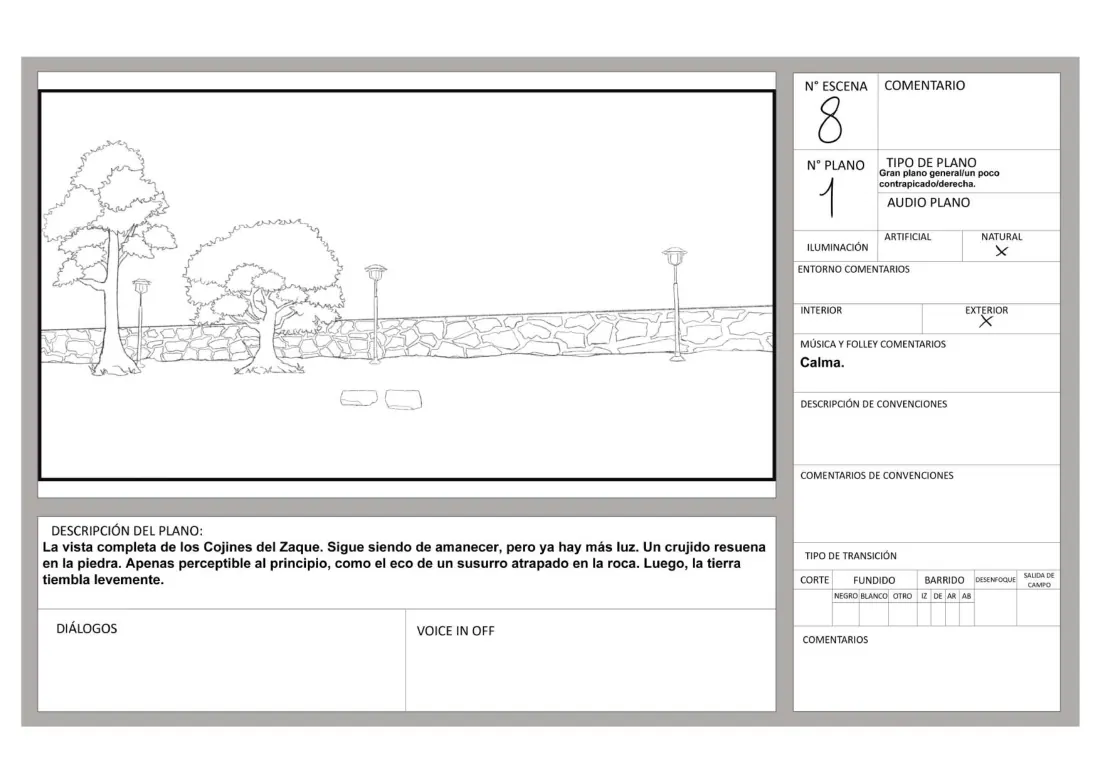 N° ESCENA
8
COMENTARIO
N° PLANO
1
TIPO DE PLANO
Gran plano general/un poco
contrapicado/derecha.
AUDIO PLANO
ILUMINACIÓN
ARTIFICIAL
NATURAL
X
ENTORNO COMENTARIOS
INTERIOR
EXTERIOR
X
MÚSICA Y FOLLEY COMENTARIOS
Calma.
DESCRIPCIÓN DE CONVENCIONES
COMENTARIOS DE CONVENCIONES
TIPO DE TRANSICIÓN
CORTE FUNDIDO BARRIDO DESENFOQUE SALIDA DE
CAMPO
NEGRO BLANCO OTRO IZ DE AR AB
COMENTARIOS
DESCRIPCIÓN DEL PLANO:
La vista completa de los Cojines del Zaque. Sigue siendo de amanecer, pero ya hay más luz. Un crujido resuena
en la piedra. Apenas perceptible al principio, como el eco de un susurro atrapado en la roca. Luego, la tierra
tiembla levemente.
DIÁLOGOS
VOICE IN OFF